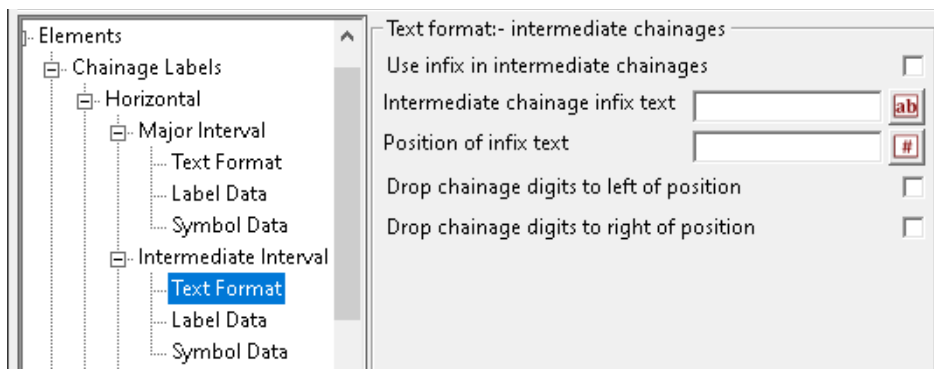 Elements
Chainage Labels
Horizontal
Major Interval
Text Format
Label Data
Symbol Data
Intermediate Interval
Text Format
Label Data
Symbol Data
Text format:- intermediate chainages
Use infix in intermediate chainages
Intermediate chainage infix text
ab
Position of infix text
#
Drop chainage digits to left of position
Drop chainage digits to right of position